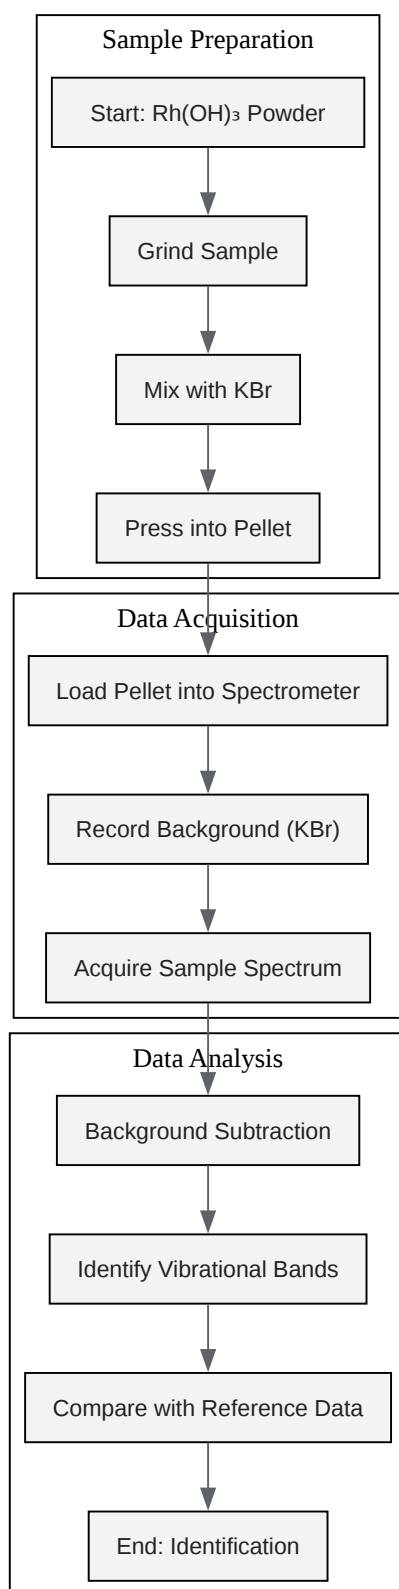 Sample Preparation
Start: Rh(OH)₃ Powder
Grind Sample
Mix with KBr
Press into Pellet
Data Acquisition
Load Pellet into Spectrometer
Record Background (KBr)
Acquire Sample Spectrum
Data Analysis
Background Subtraction
Identify Vibrational Bands
Compare with Reference Data
End: Identification